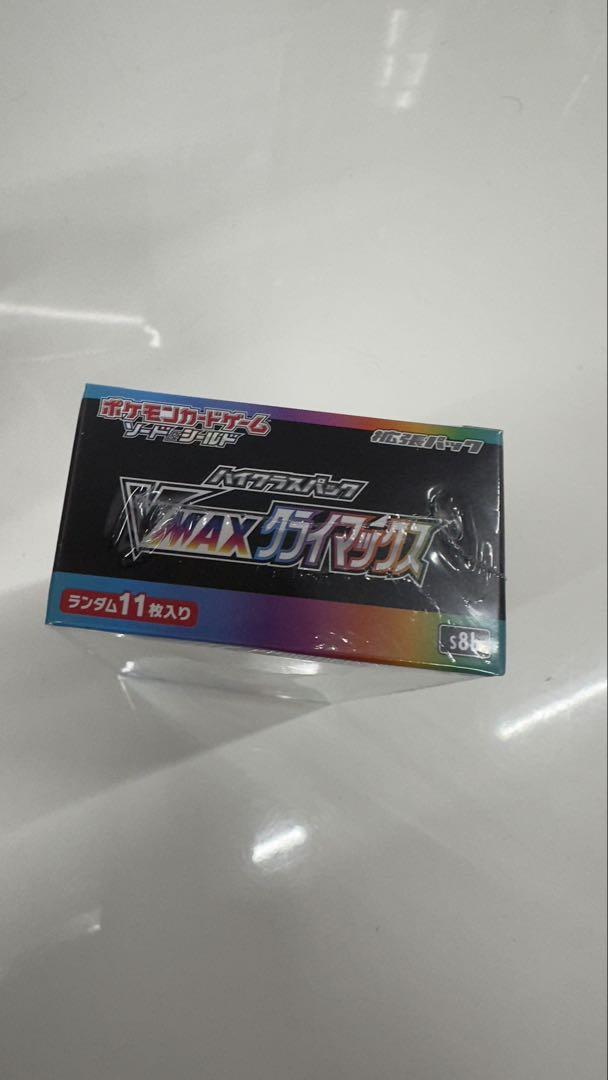 ポケモンカードゲーム
ソード&シールド
拡張パック
ハイクラスパック
VMAXクライマックス
ランダム11枚入り
s8b